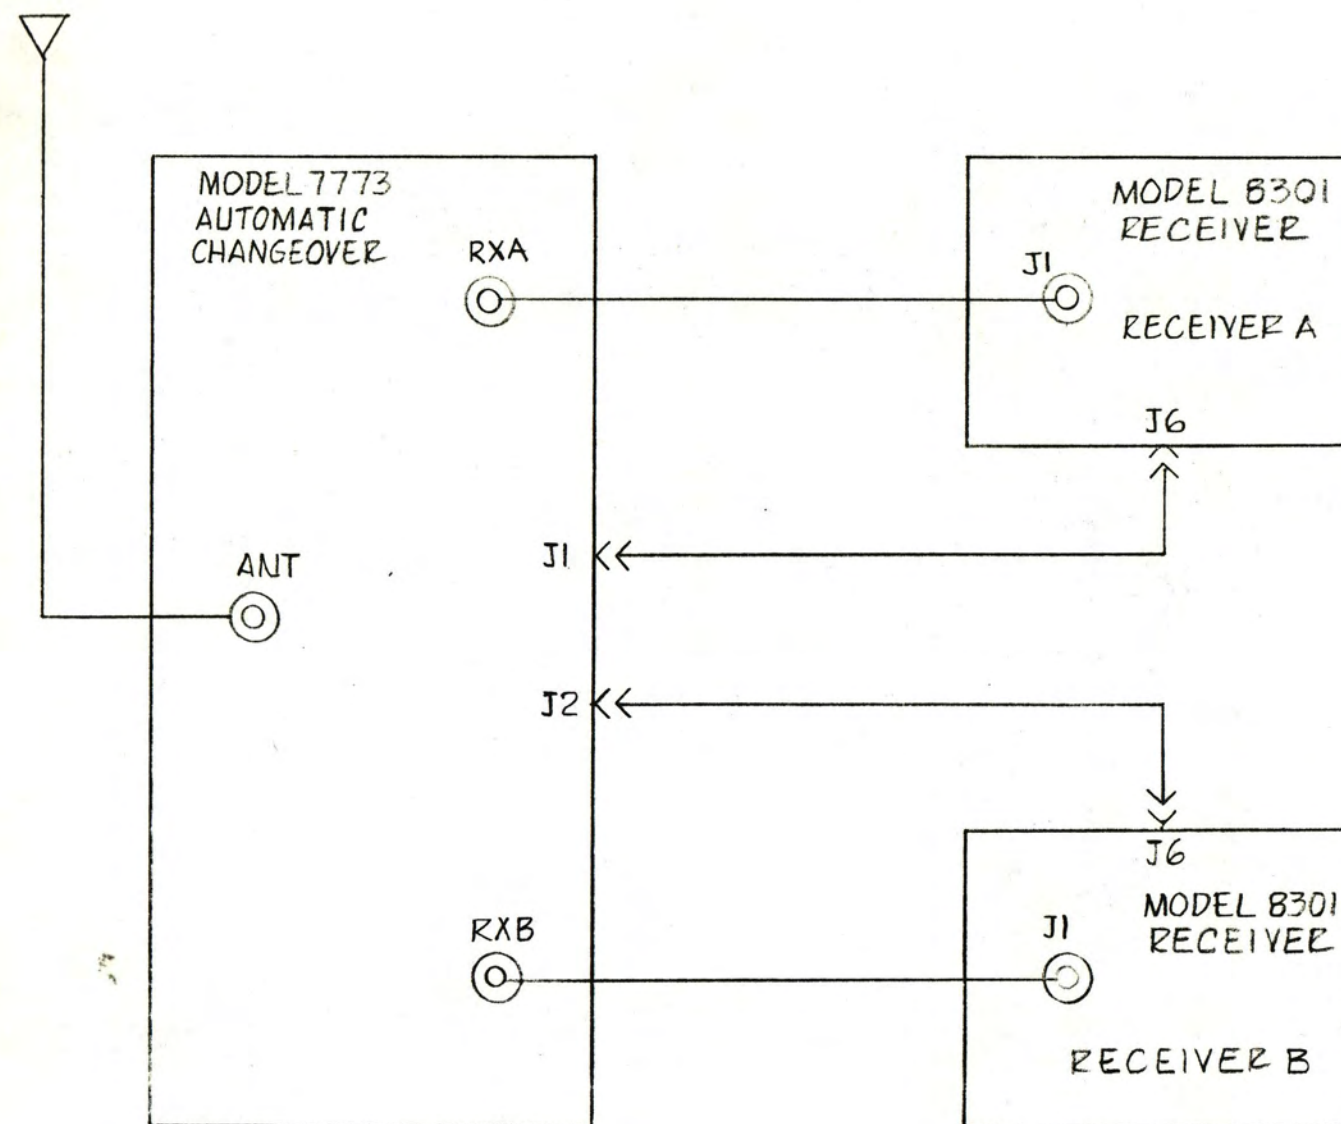 MODEL 7773
AUTOMATIC
CHANGEOVER
RXA
ANT
J1
J2
RXB
MODEL 8301
RECEIVER
J1
RECEIVER A
J6
J6
MODEL 8301
RECEIVER
J1
RECEIVER B